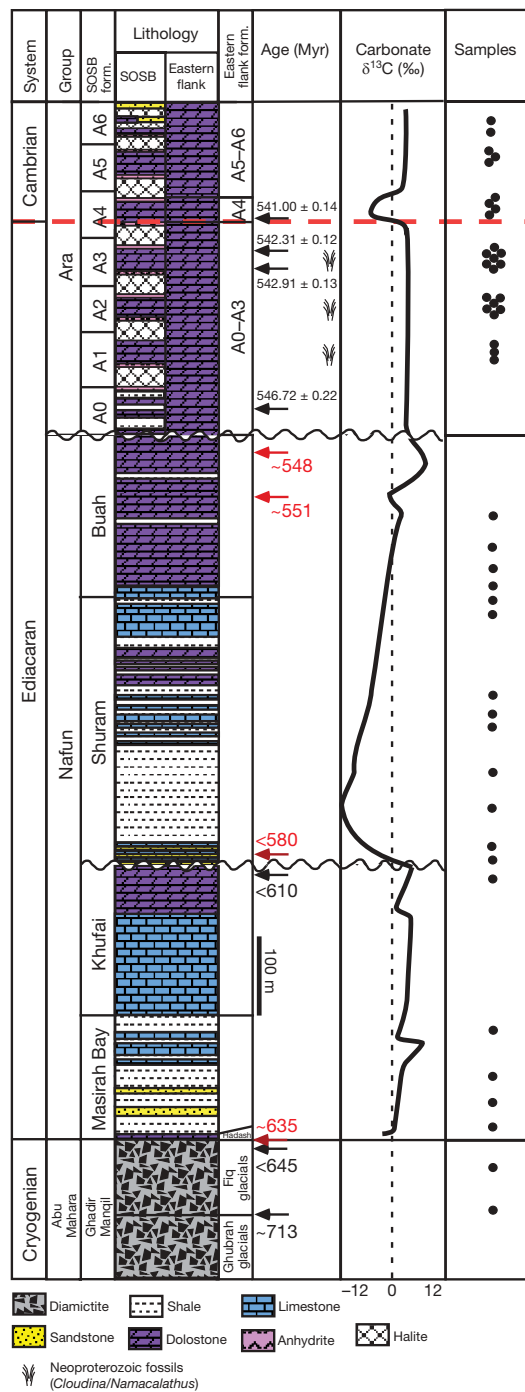 System
Group
SOSB form.
Lithology
SOSB
Eastern flank
Eastern flank form.
Age (Myr)
Carbonate
δ13C (‰)
Samples
Cambrian
Ediacaran
Cryogenian
Ara
Nafun
Abu Mahara
Ghadir Manqil
A6
A5
A4
A3
A2
A1
A0
Buah
Shuram
Khufai
Masirah Bay
A5–A6
A4
A0–A3
Hadash
Fiq glacials
Ghubrah glacials
541.00 ± 0.14
542.31 ± 0.12
542.91 ± 0.13
546.72 ± 0.22
~548
~551
<580
<610
100 m
~635
<645
~713
–12 0 12
Diamictite
Shale
Limestone
Sandstone
Dolostone
Anhydrite
Halite
Neoproterozoic fossils
(Cloudina/Namacalathus)